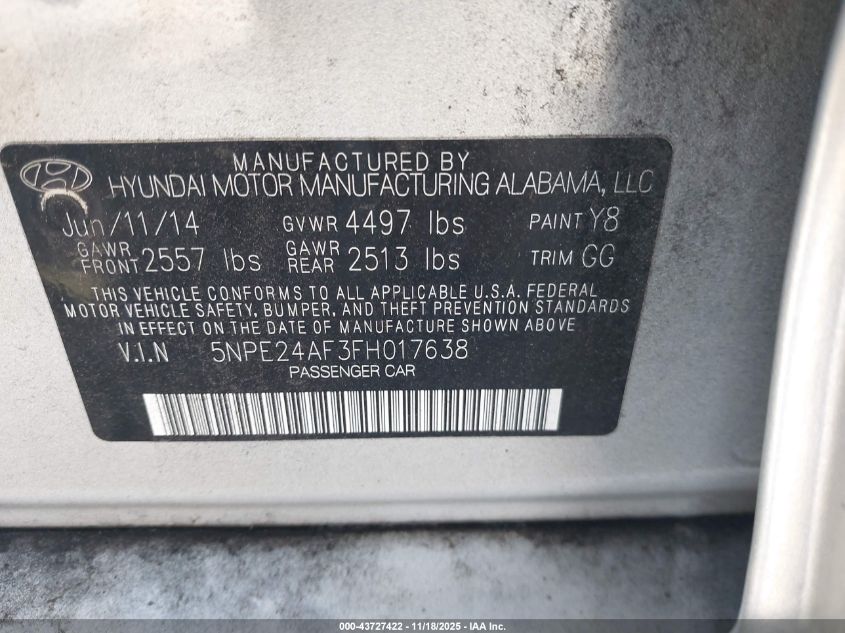 MANUFACTURED BY
HYUNDAI MOTOR MANUFACTURING ALABAMA, LLC
Jun/11/14 GVWR 4497 lbs PAINT Y8
GAWR FRONT 2557 lbs GAWR REAR 2513 lbs TRIM GG
THIS VEHICLE CONFORMS TO ALL APPLICABLE U.S.A. FEDERAL
MOTOR VEHICLE SAFETY, BUMPER, AND THEFT PREVENTION STANDARDS
IN EFFECT ON THE DATE OF MANUFACTURE SHOWN ABOVE
V.I.N 5NPE24AF3FH017638
PASSENGER CAR
000-43727422 - 11/18/2025 - IAA Inc.